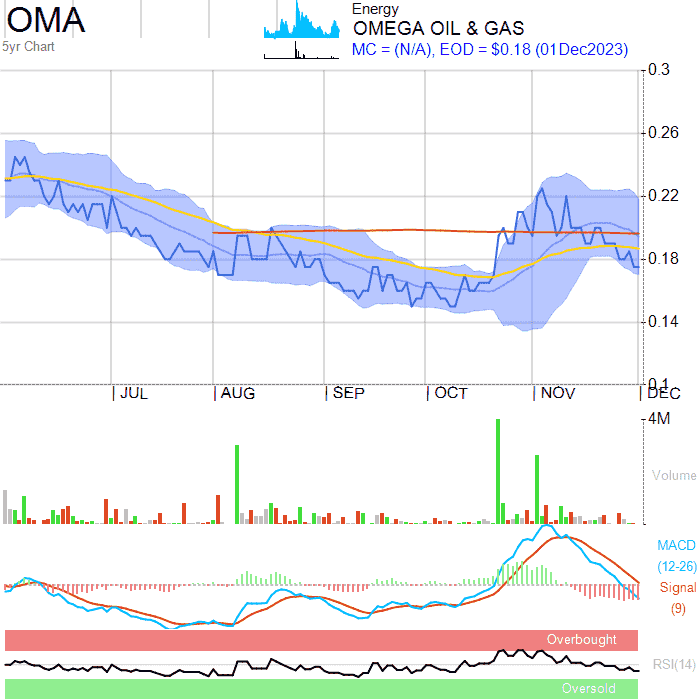 OMA
5yr Chart
Energy
OMEGA OIL & GAS
MC = (N/A), EOD = $0.18 (01Dec2023)
0.3
0.26
0.22
0.18
0.14
0.1
JUL AUG SEP OCT NOV DEC
4M
Volume
MACD
(12-26)
Signal
(9)
Overbought
RSI(14)
Oversold